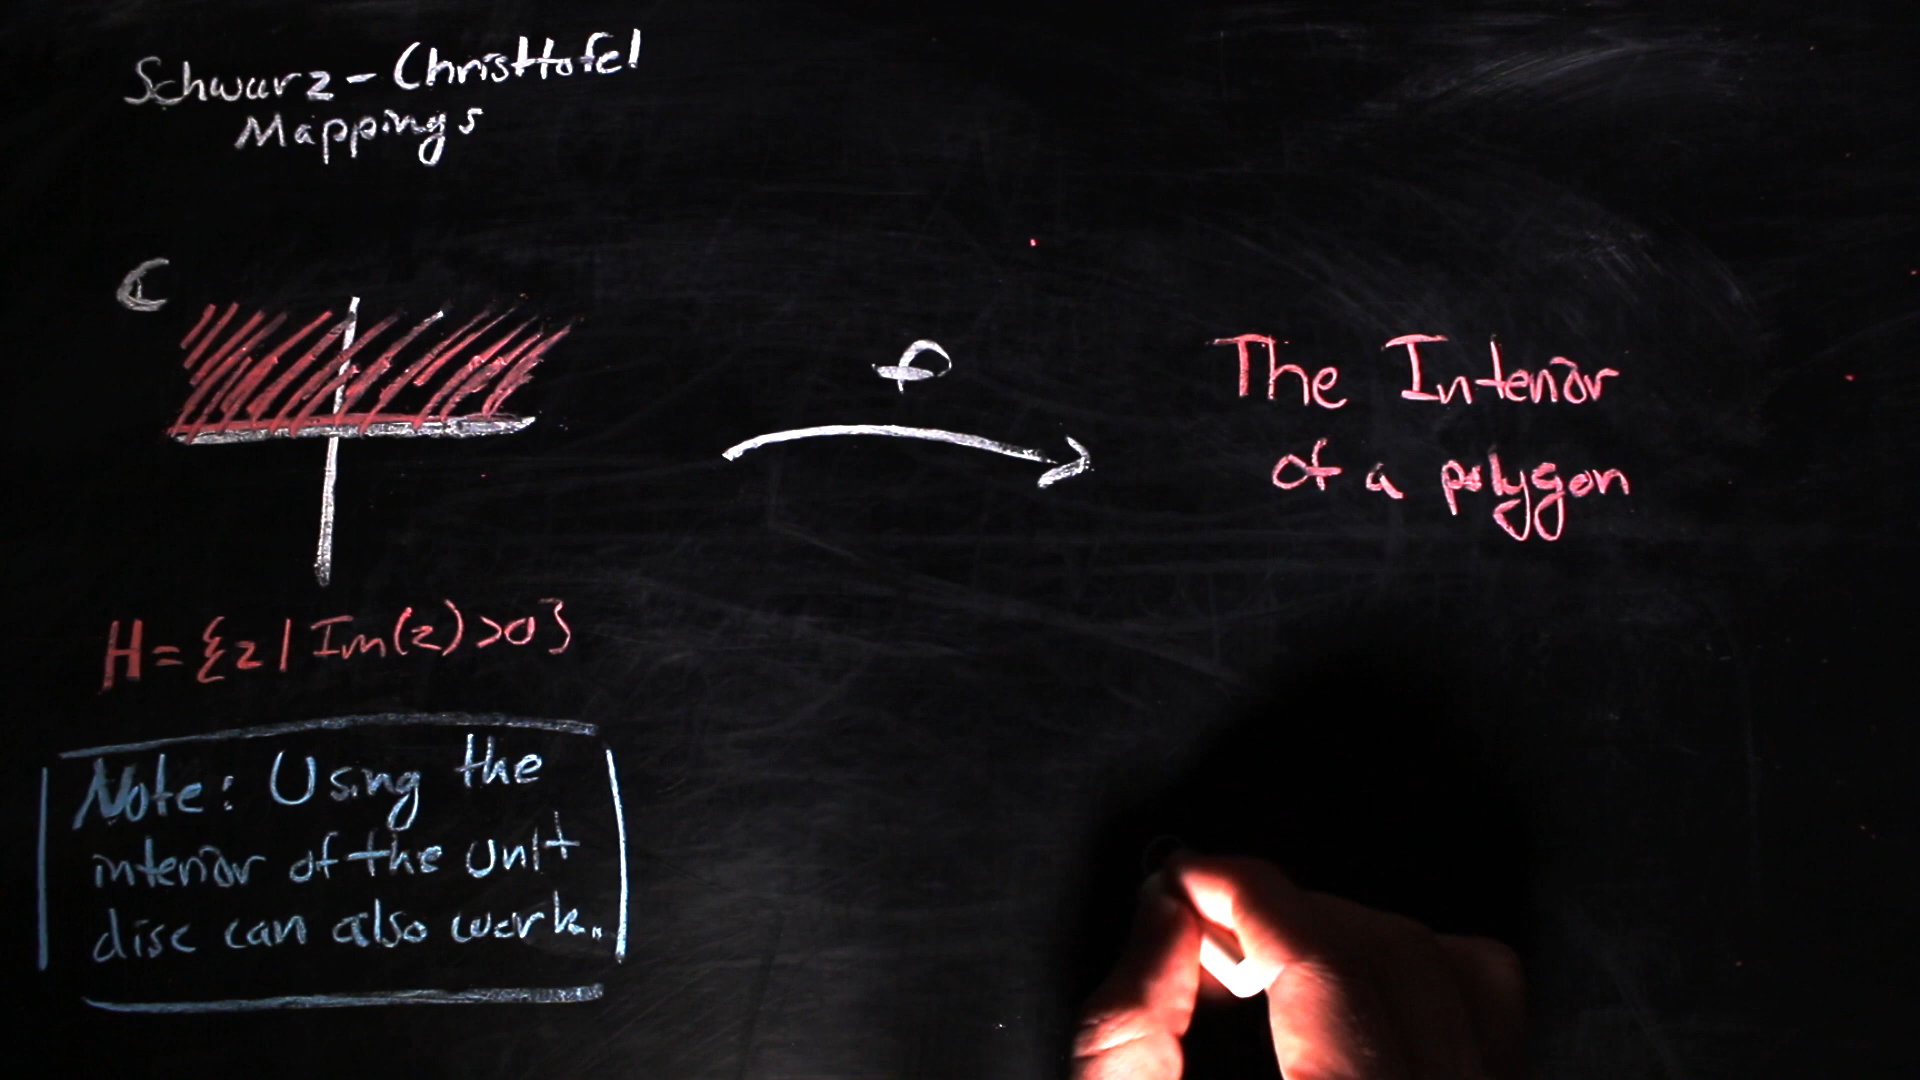 Schwarz - Christtofel
Mappings
ℂ
f
The Interior
of a polygon
H = {z | Im(z) > 0}
Note: Using the
interior of the unit
disc can also work.